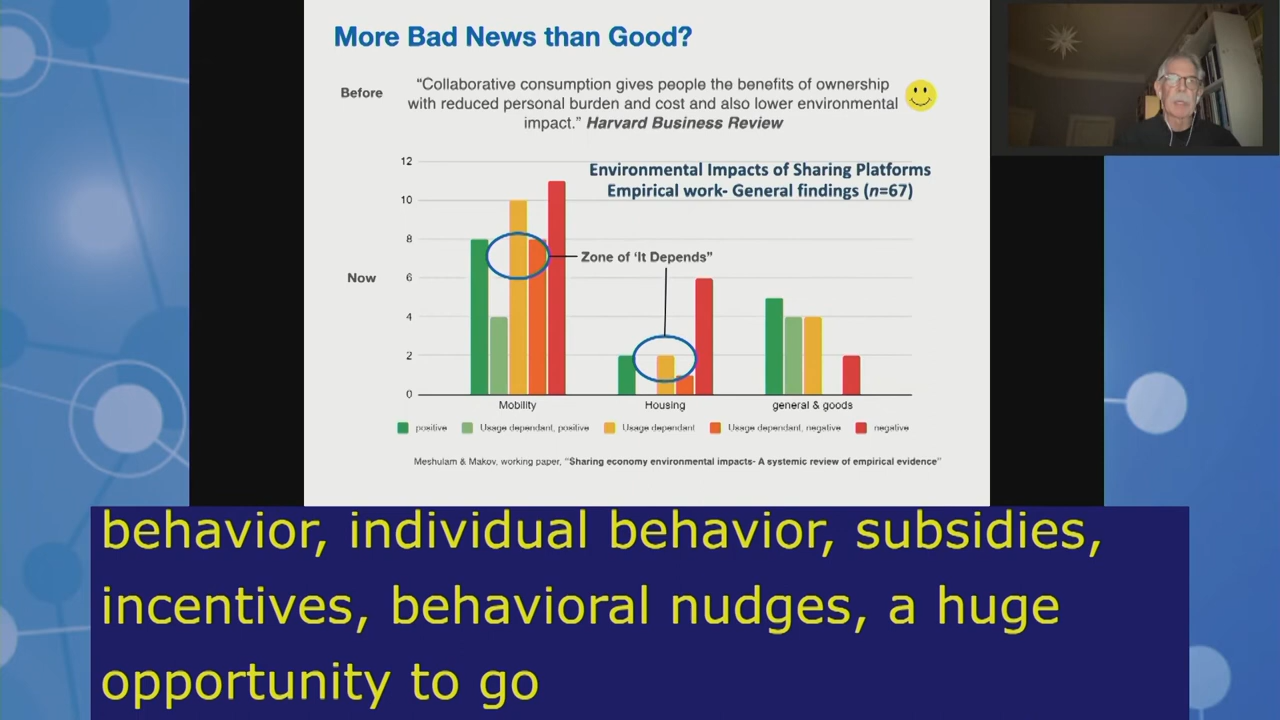 More Bad News than Good?
Before
“Collaborative consumption gives people the benefits of ownership
with reduced personal burden and cost and also lower environmental
impact.” Harvard Business Review
Environmental Impacts of Sharing Platforms
Empirical work- General findings (n=67)
12
10
8
6
4
2
0
Now
Zone of ‘It Depends”
Mobility
Housing
general & goods
positive
Usage dependant, positive
Usage dependant
Usage dependant, negative
negative
Meshulam & Makov, working paper, “Sharing economy environmental impacts- A systemic review of empirical evidence”
behavior, individual behavior, subsidies,
incentives, behavioral nudges, a huge
opportunity to go